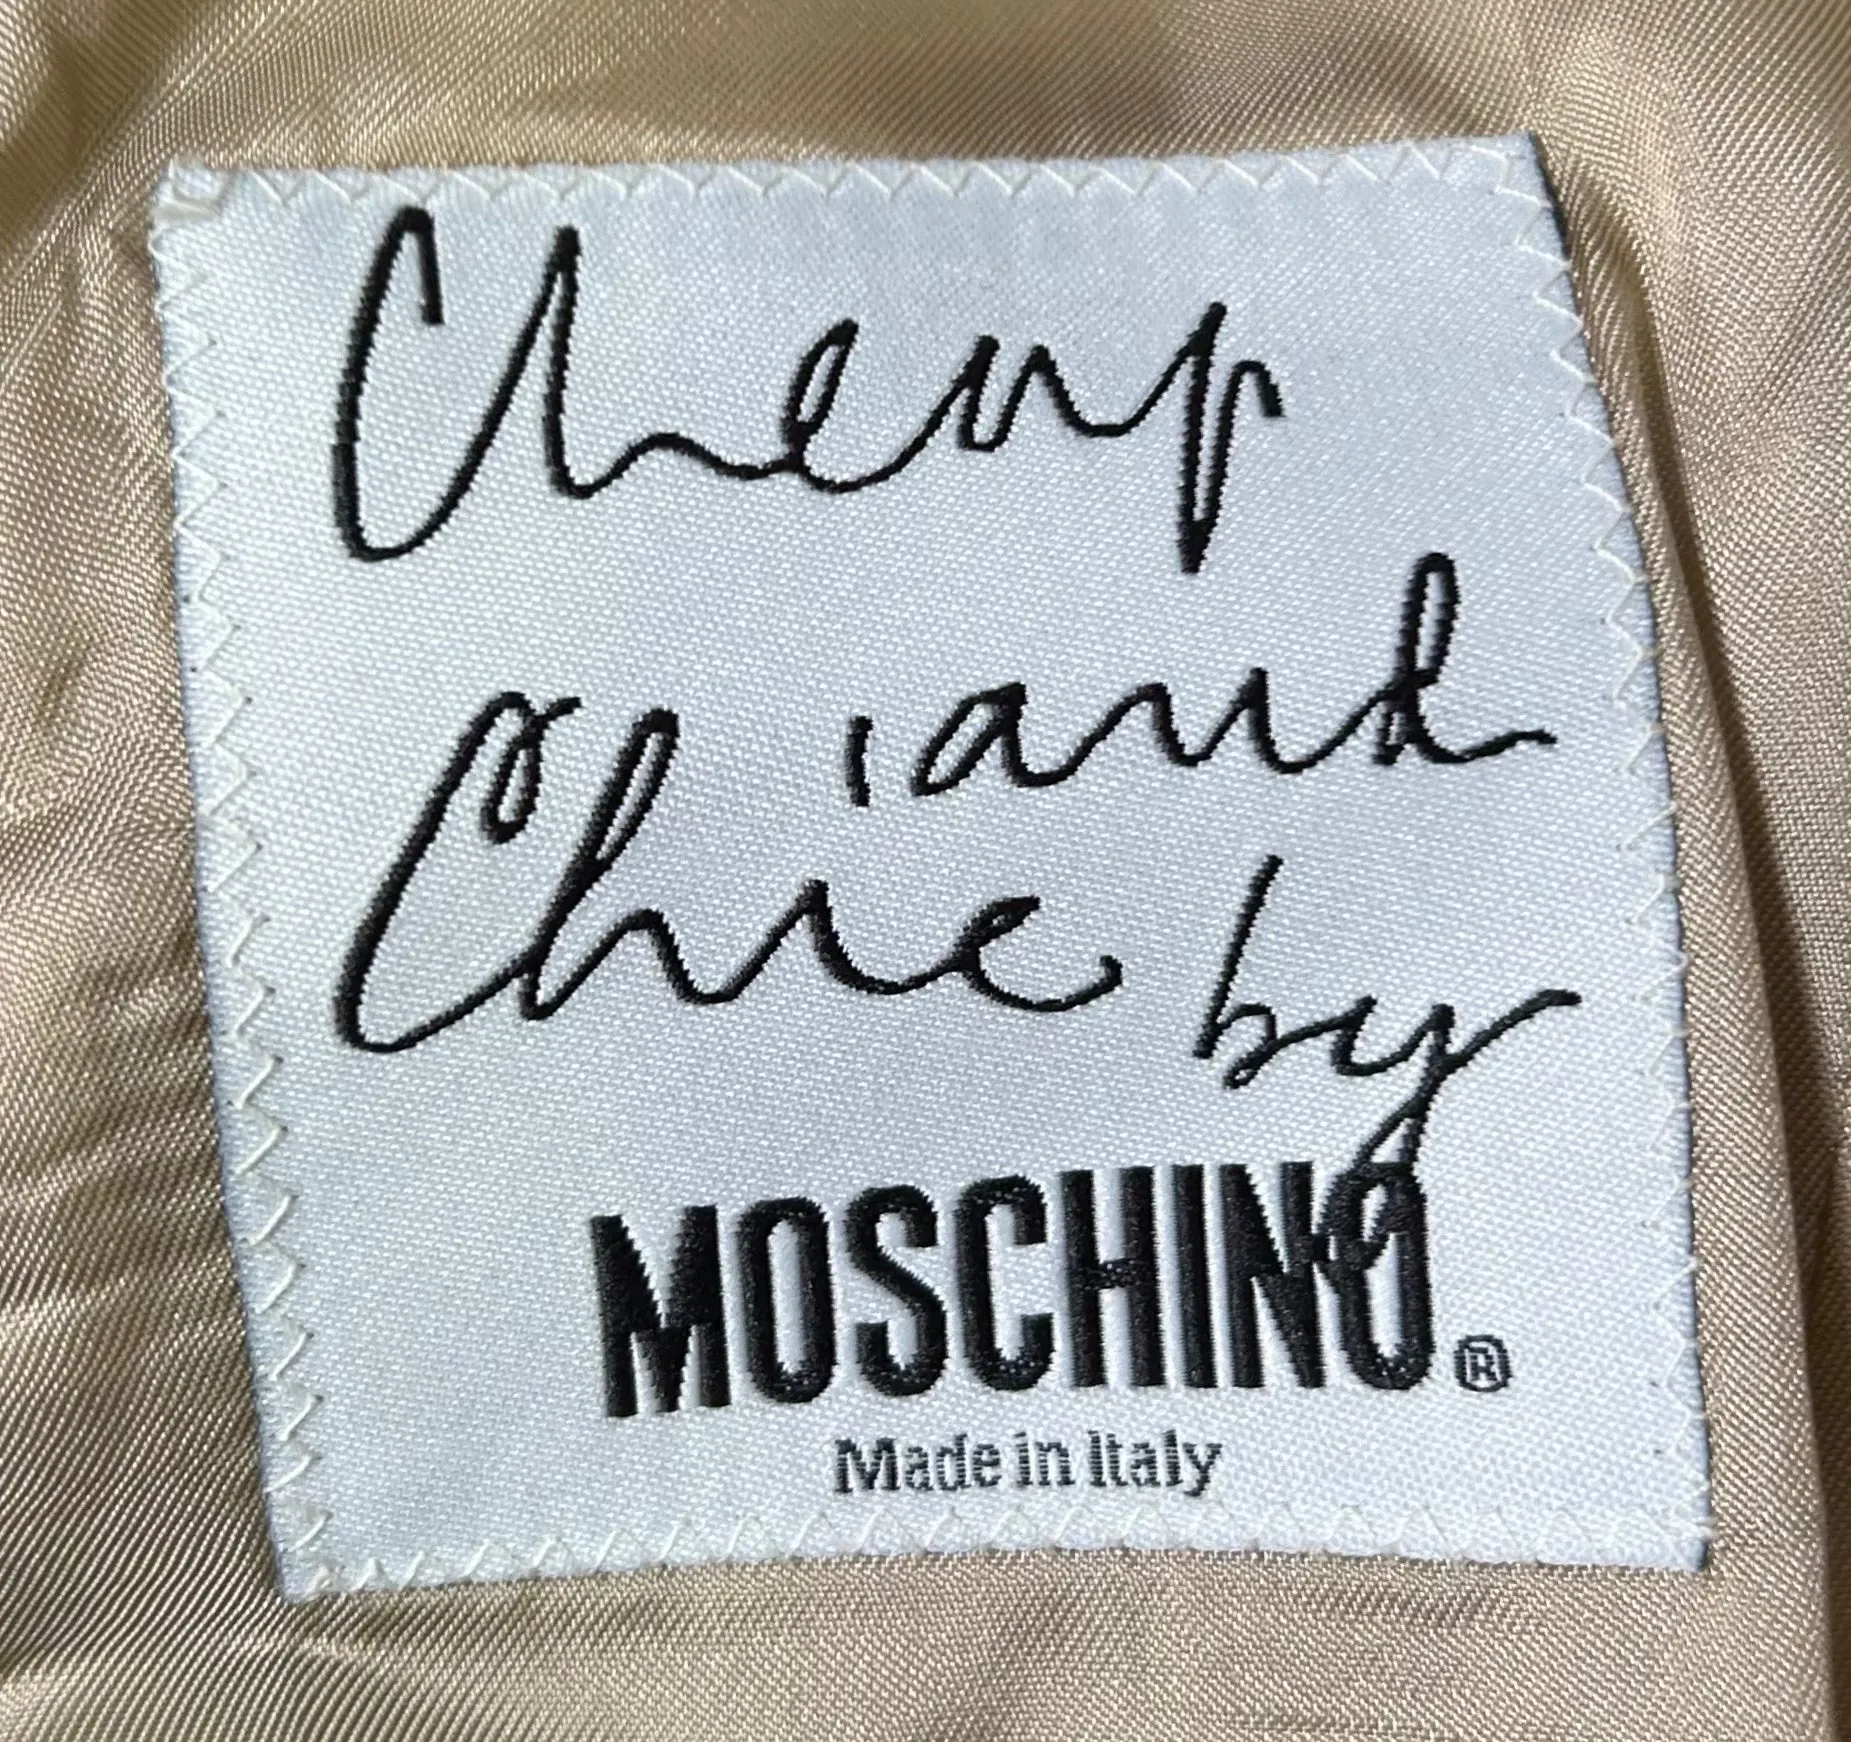 Cheap
and
Chic by
MOSCHINO®
Made in Italy